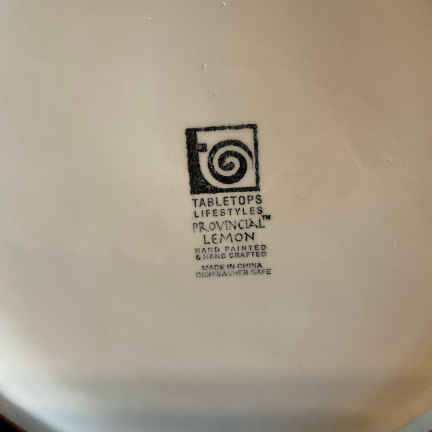 TABLETOPS
LIFESTYLES
PROVINCIAL™
LEMON
HAND PAINTED
& HAND CRAFTED
MADE IN CHINA
DISHWASHER SAFE